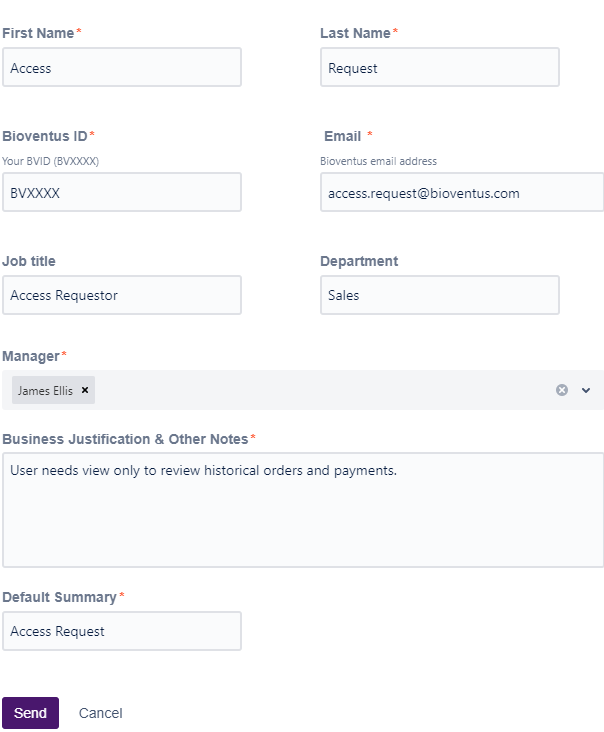 First Name*
Last Name*
Access
Request
Bioventus ID*
Email *
Your BVID (BVXXXX)
Bioventus email address
BVXXXX
access.request@bioventus.com
Job title
Department
Access Requestor
Sales
Manager*
James Ellis ×
Business Justification & Other Notes*
User needs view only to review historical orders and payments.
Default Summary*
Access Request
Send
Cancel